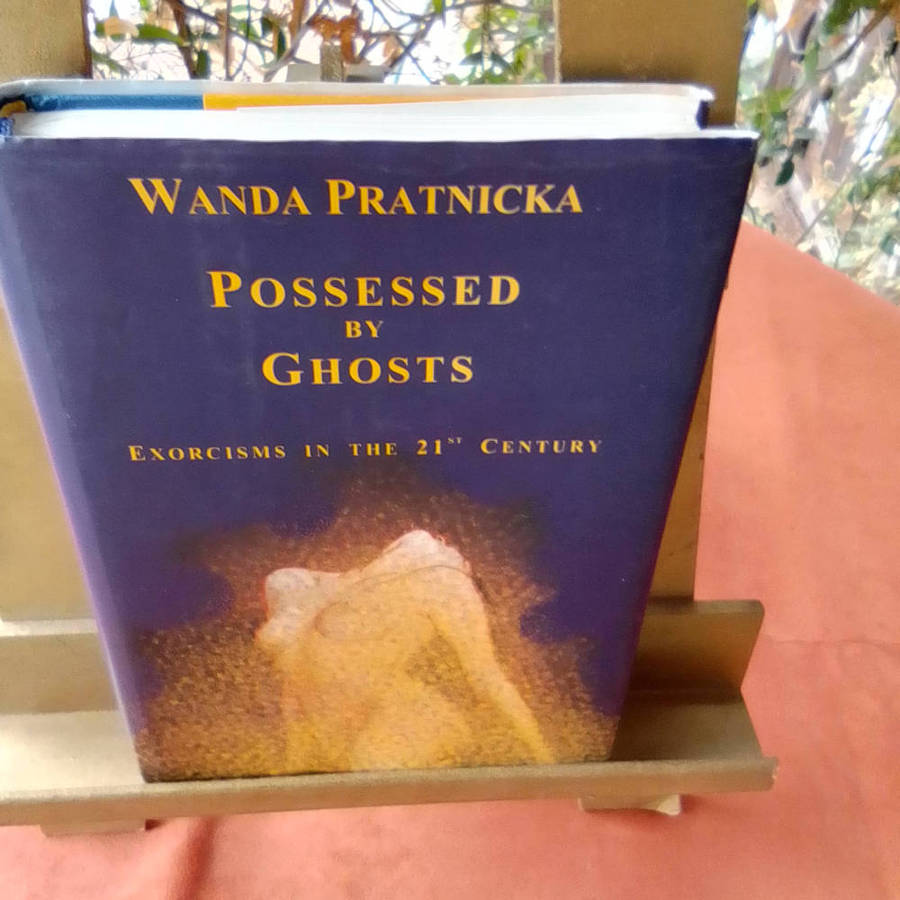 WANDA PRATNICKA
POSSESSED
BY
GHOSTS
EXORCISMS IN THE 21ST CENTURY